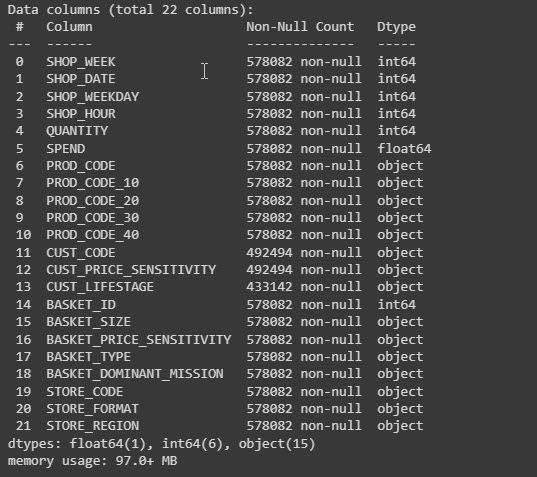 Data columns (total 22 columns):
 #   Column                    Non-Null Count   Dtype
---  ------                    --------------   -----
 0   SHOP_WEEK                 578082 non-null  int64
 1   SHOP_DATE                 578082 non-null  int64
 2   SHOP_WEEKDAY              578082 non-null  int64
 3   SHOP_HOUR                 578082 non-null  int64
 4   QUANTITY                  578082 non-null  int64
 5   SPEND                     578082 non-null  float64
 6   PROD_CODE                 578082 non-null  object
 7   PROD_CODE_10              578082 non-null  object
 8   PROD_CODE_20              578082 non-null  object
 9   PROD_CODE_30              578082 non-null  object
 10  PROD_CODE_40              578082 non-null  object
 11  CUST_CODE                 492494 non-null  object
 12  CUST_PRICE_SENSITIVITY    492494 non-null  object
 13  CUST_LIFESTAGE            433142 non-null  object
 14  BASKET_ID                 578082 non-null  int64
 15  BASKET_SIZE               578082 non-null  object
 16  BASKET_PRICE_SENSITIVITY  578082 non-null  object
 17  BASKET_TYPE               578082 non-null  object
 18  BASKET_DOMINANT_MISSION   578082 non-null  object
 19  STORE_CODE                578082 non-null  object
 20  STORE_FORMAT              578082 non-null  object
 21  STORE_REGION              578082 non-null  object
dtypes: float64(1), int64(6), object(15)
memory usage: 97.0+ MB